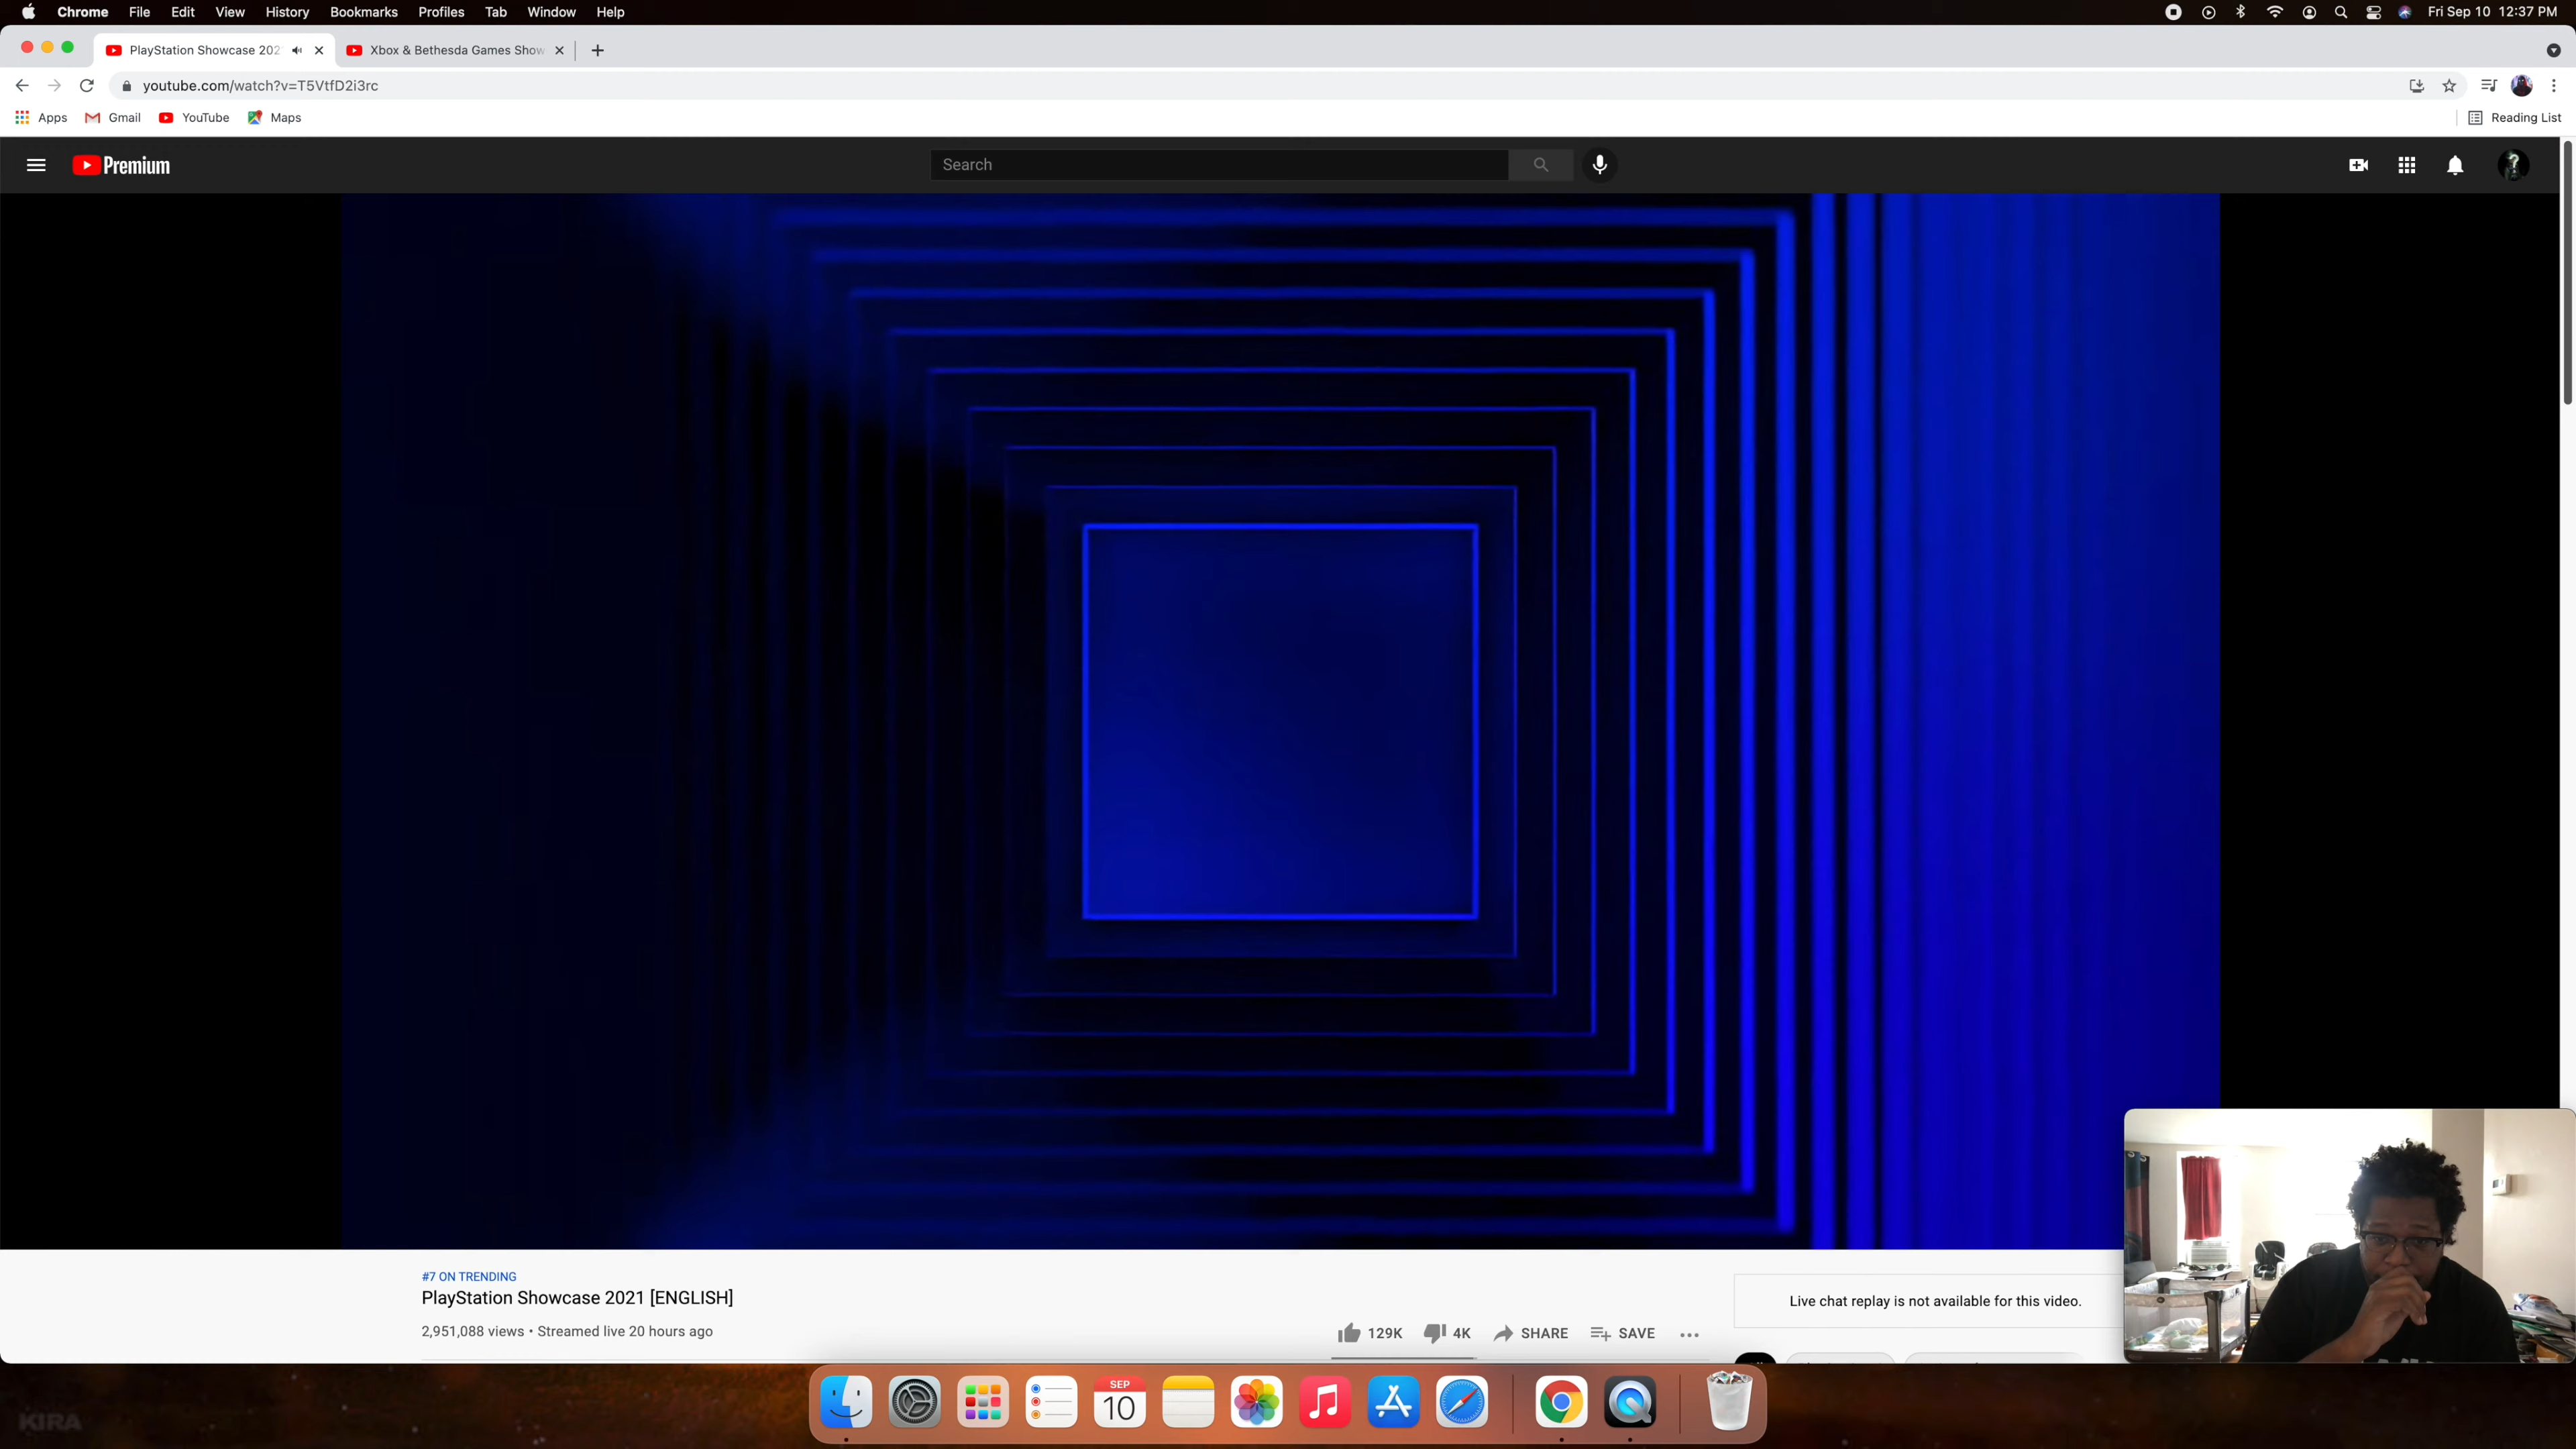 Chrome File Edit View History Bookmarks Profiles Tab Window Help Fri Sep 10 12:37 PM
PlayStation Showcase 202 Xbox & Bethesda Games Show
youtube.com/watch?v=T5VtfD2i3rc
Apps Gmail YouTube Maps Reading List
Premium Search
#7 ON TRENDING
PlayStation Showcase 2021 [ENGLISH]
2,951,088 views • Streamed live 20 hours ago
129K 4K SHARE SAVE
Live chat replay is not available for this video.
SEP
10
KIRA